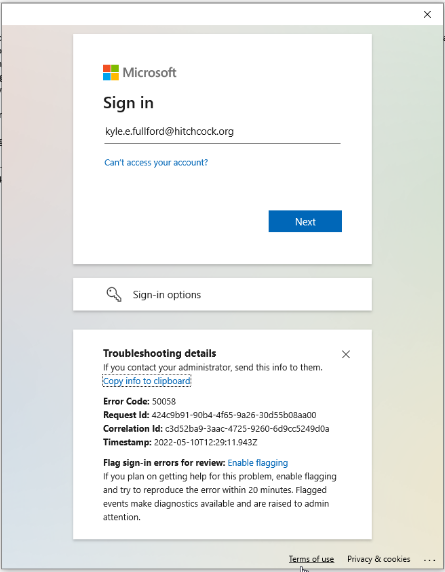 Microsoft
Sign in
kyle.e.fullford@hitchcock.org
Can't access your account?
Next
Sign-in options
Troubleshooting details
If you contact your administrator, send this info to them.
Copy info to clipboard
Error Code: 50058
Request Id: 424c9b91-90b4-4f65-9a26-30d55b08aa00
Correlation Id: c3d52ba9-3aac-4725-9260-6d9cc5249d0a
Timestamp: 2022-05-10T12:29:11.943Z
Flag sign-in errors for review: Enable flagging
If you plan on getting help for this problem, enable flagging
and try to reproduce the error within 20 minutes. Flagged
events make diagnostics available and are raised to admin
attention.
Terms of use Privacy & cookies ...